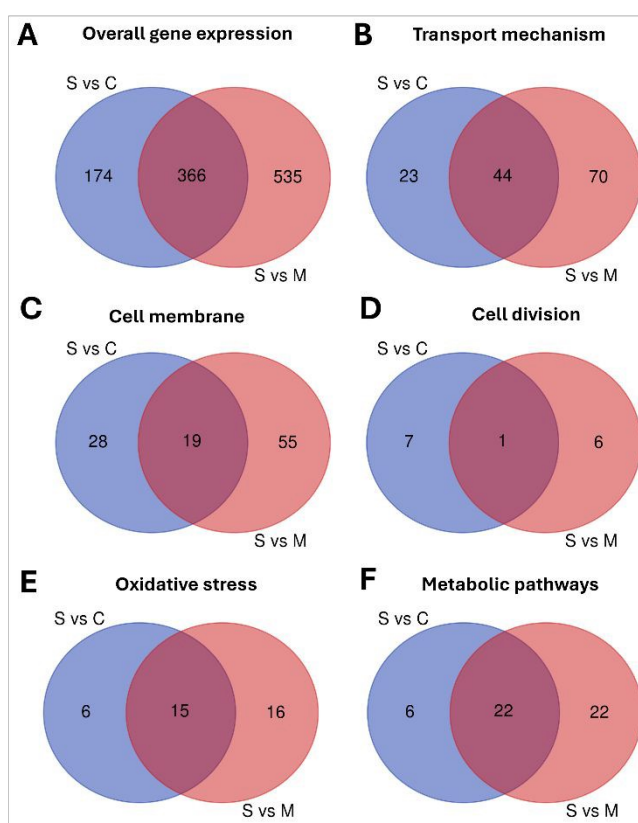 A Overall gene expression
S vs C
174 366 535
S vs M
B Transport mechanism
S vs C
23 44 70
S vs M
C Cell membrane
S vs C
28 19 55
S vs M
D Cell division
S vs C
7 1 6
S vs M
E Oxidative stress
S vs C
6 15 16
S vs M
F Metabolic pathways
S vs C
6 22 22
S vs M